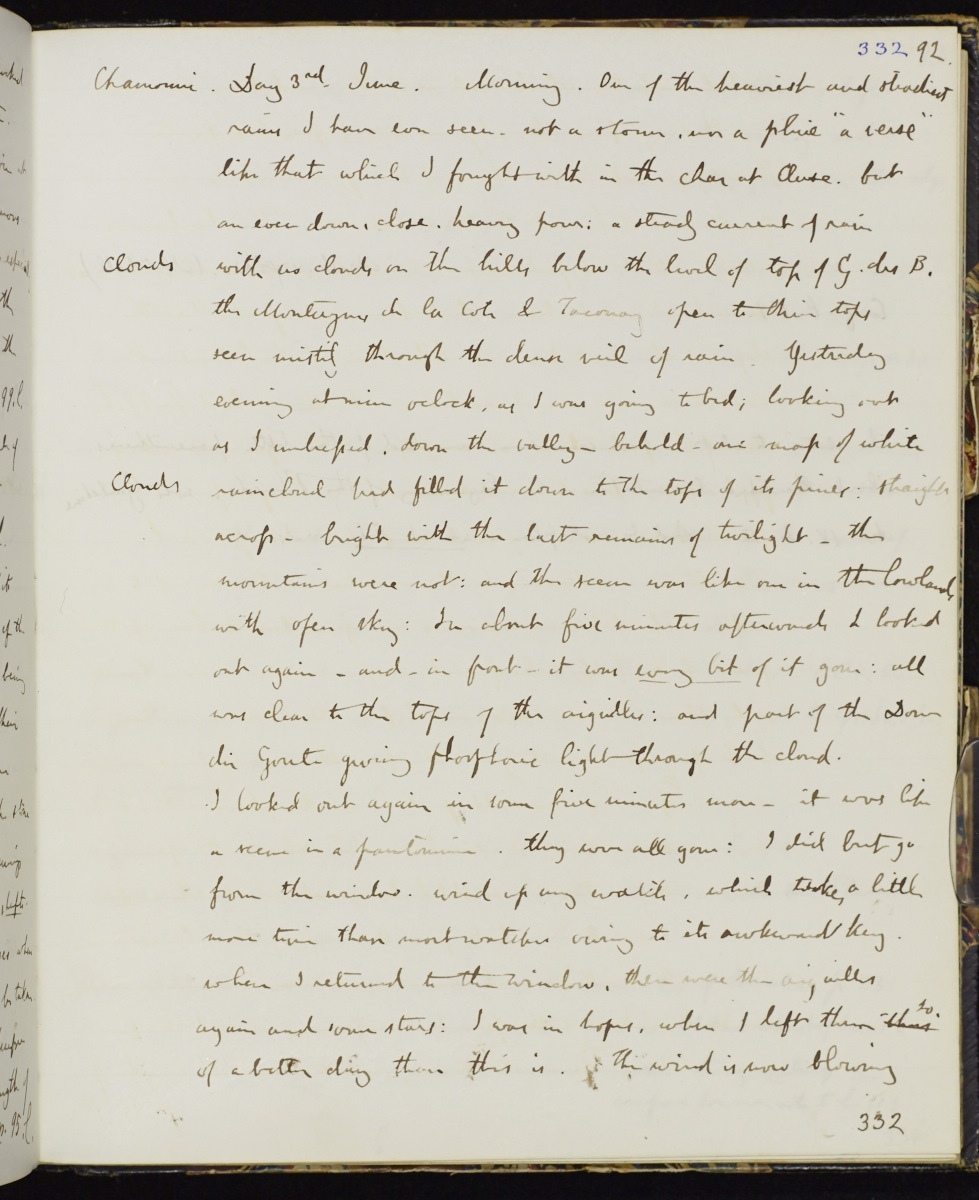 332 92.
Chamouni. Day 3rd June. Morning. One of the heaviest and steadiest
rains I have ever seen - not a storm, nor a pluie "a verse"
like that which I fought with in the char at Cluse. but
an even down, close, heavy pour: a steady current of rain
Clouds with no clouds on the hills below the level of top of G. des B.
the Montagnes de la Cote & Taconay open to their tops
seen mistily through the dense veil of rain. Yesterday
evening at nine oclock, as I was going to bed; looking out
as I undressed, down the valley - behold - one mass of white
Clouds raincloud had filled it down to the tops of its pines: straight
across - bright with the last remains of twilight - the
mountains were not: and the scene was like one in the lowlands
with open sky: In about five minutes afterwards I looked
out again - and - in front - it was every bit of it gone: all
was clear to the tops of the aiguilles: and part of the Dome
du Goute giving phosphoric light through the cloud.
I looked out again in some five minutes more - it was like
a scene in a pantomime. they were all gone: I did but go
from the window. wind up my watch, which takes a little
more time than most watches owing to its awkward key.
when I returned to the window, there were the aiguilles
again and some stars: I was in hopes, when I left them to
of a better day than this is. The wind is now blowing
332